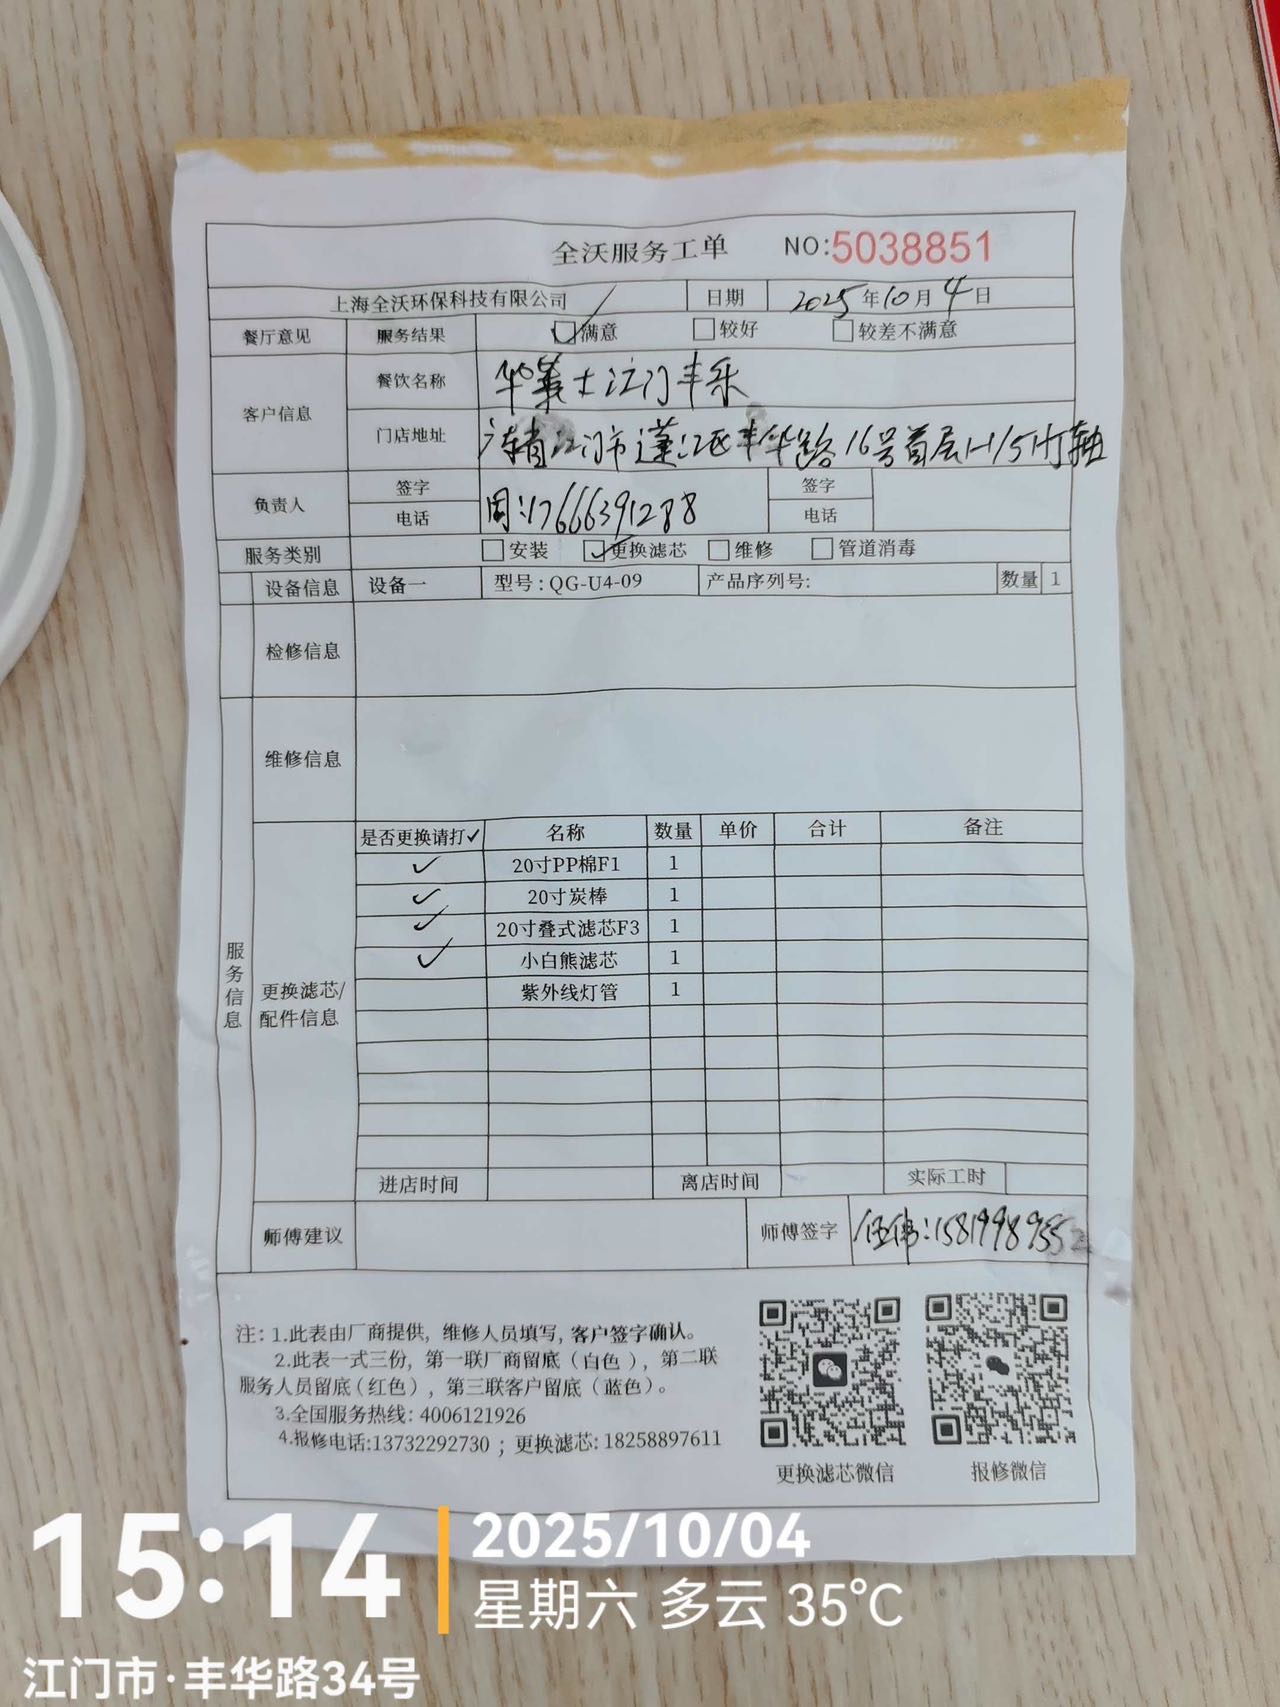 全沃服务工单 NO:5038851
上海全沃环保科技有限公司 日期 2025年10月4日
餐厅意见 服务结果 满意 较好 较差不满意
客户信息 餐饮名称 华莱士江门丰乐
门店地址 广东省江门市蓬江区丰华路16号首层
负责人 签字 签字
电话 周:17666391288 电话
服务类别 安装 更换滤芯 维修 管道消毒
设备信息 设备一 型号:QG-U4-09 产品序列号: 数量 1
检修信息
维修信息
服务信息
更换滤芯/配件信息
是否更换请打✓ 名称 数量 单价 合计 备注
✓ 20寸PP棉F1 1
✓ 20寸炭棒 1
✓ 20寸叠式滤芯F3 1
✓ 小白熊滤芯 1
紫外线灯管 1
进店时间 离店时间 实际工时
师傅建议 师傅签字 伍伟:1581998955
注:1.此表由厂商提供,维修人员填写,客户签字确认。
2.此表一式三份,第一联厂商留底(白色),第二联
服务人员留底(红色),第三联客户留底(蓝色)。
3.全国服务热线:4006121926
4.报修电话:13732292730;更换滤芯:18258897611
更换滤芯微信 报修微信
15:14 2025/10/04
星期六 多云 35℃
江门市·丰华路34号